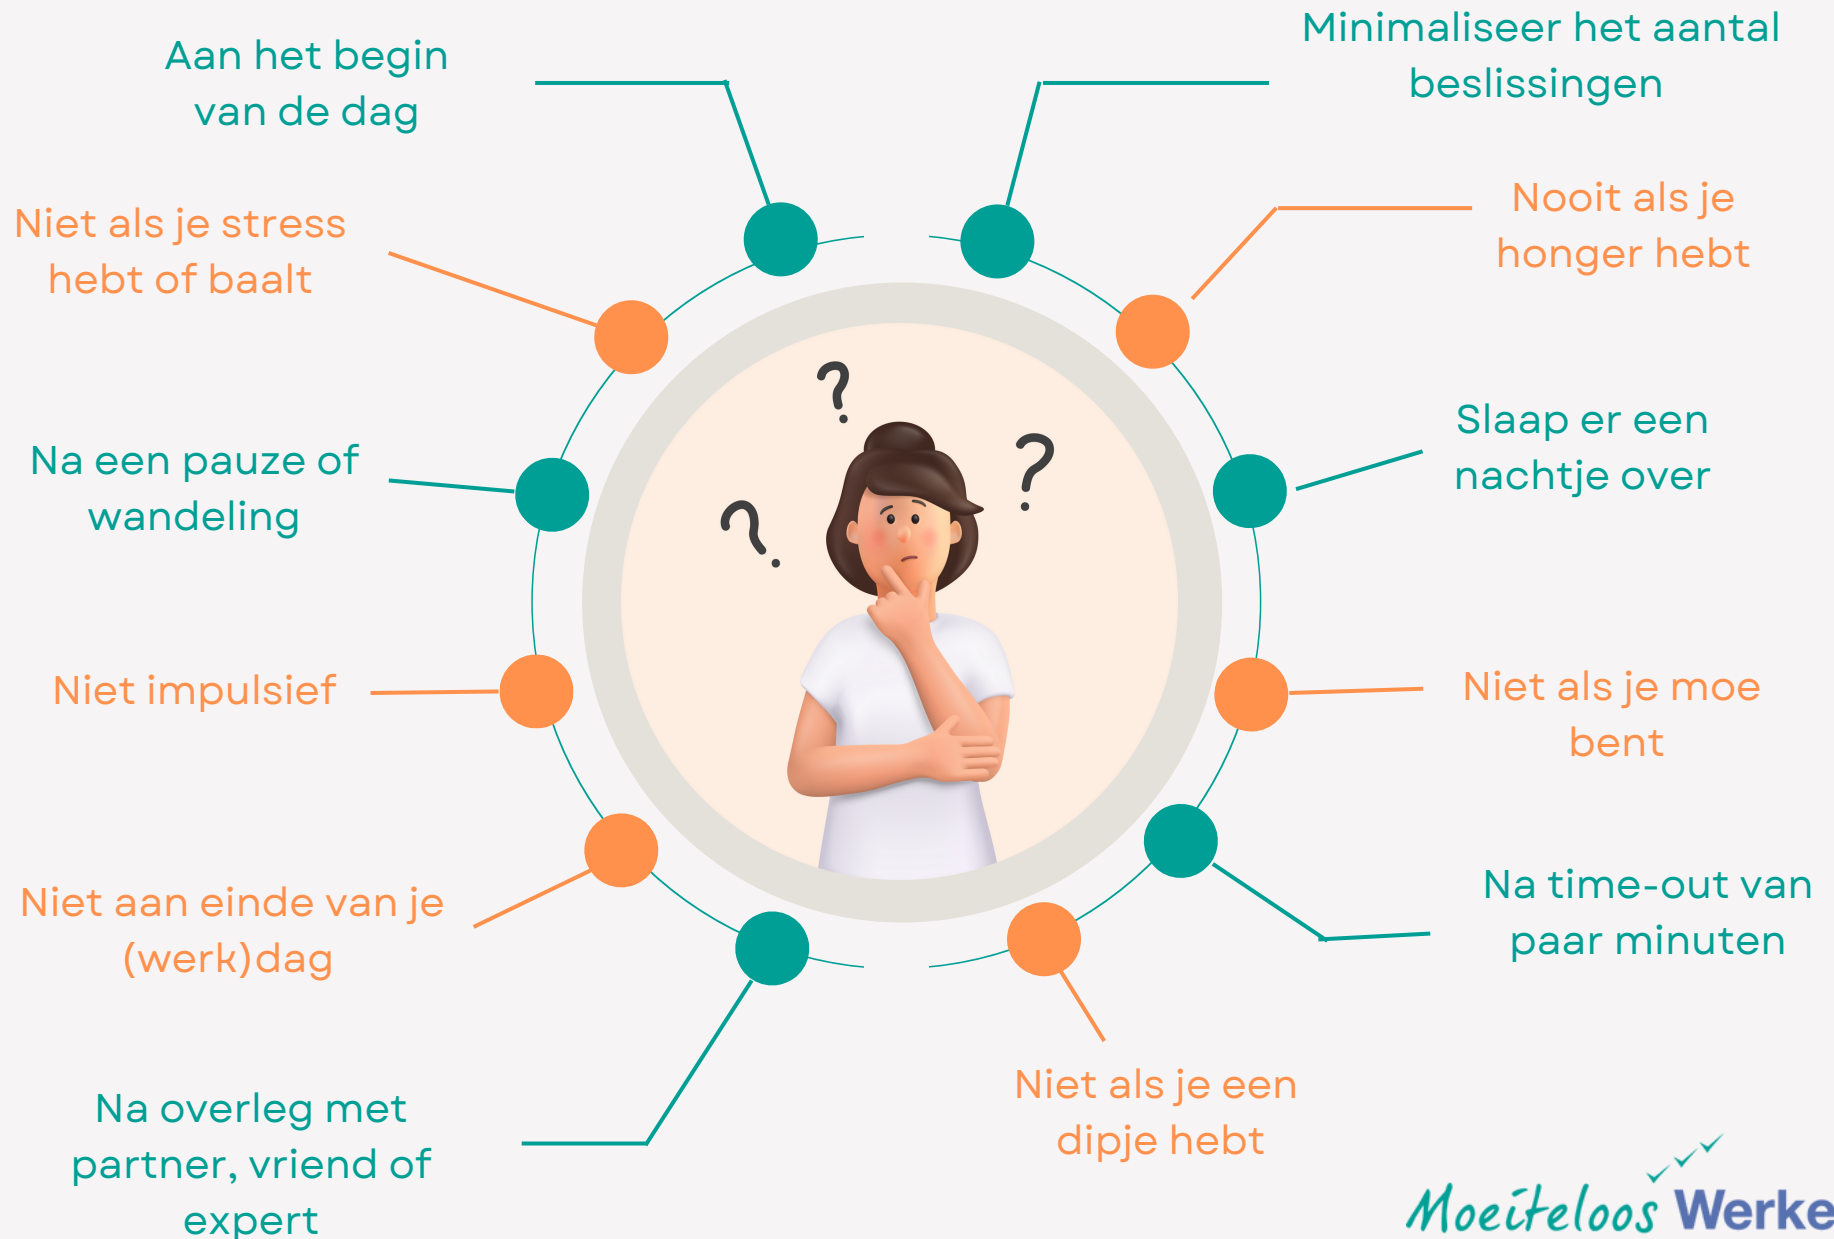 Aan het begin
van de dag
Niet als je stress
hebt of baalt
Na een pauze of
wandeling
Niet impulsief
Niet aan einde van je
(werk)dag
Na overleg met
partner, vriend of
expert
Minimaliseer het aantal
beslissingen
Nooit als je
honger hebt
Slaap er een
nachtje over
Niet als je moe
bent
Na time-out van
paar minuten
Niet als je een
dipje hebt
? ? ?
Moeiteloos Werke